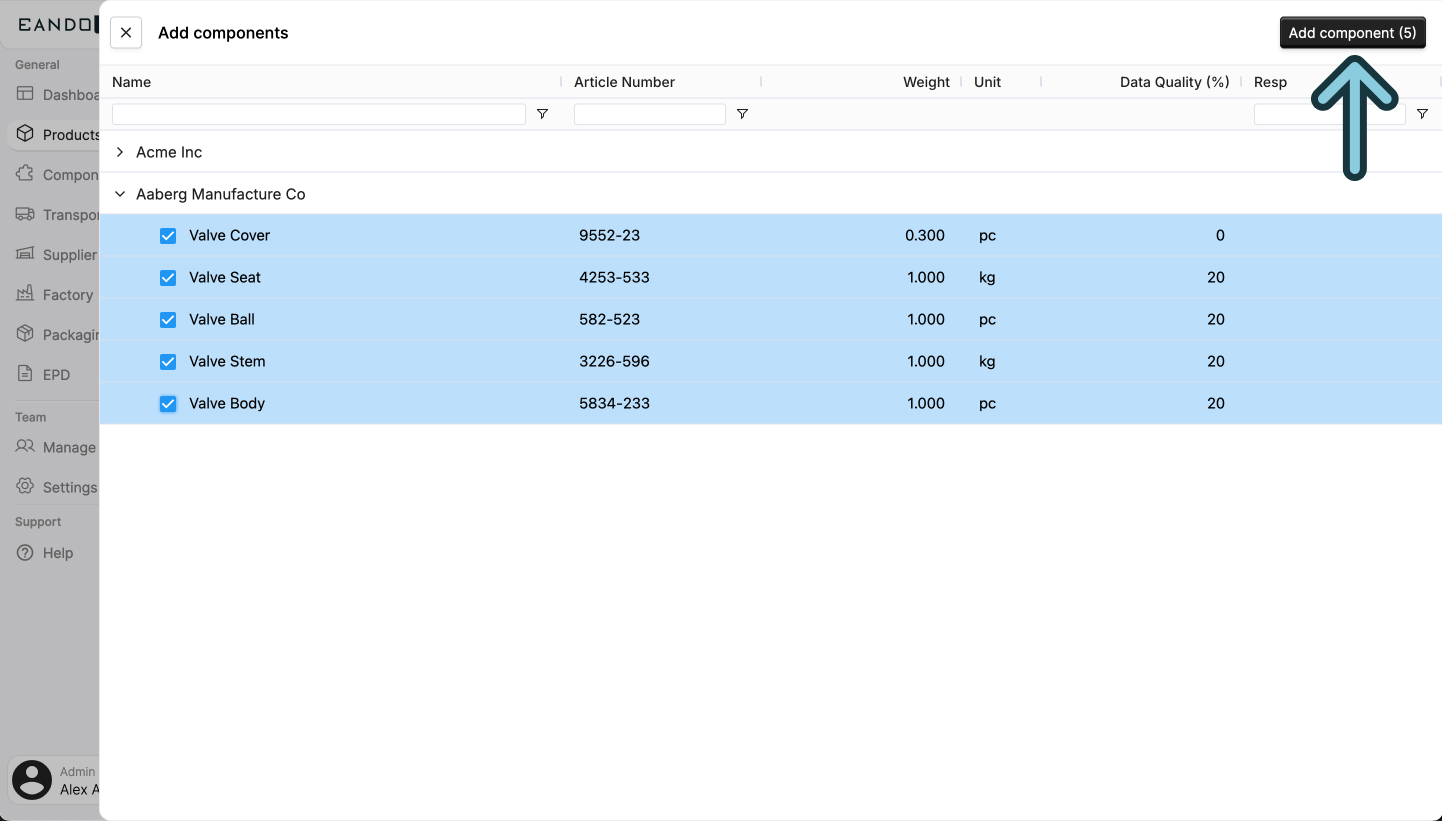 EANDO
Add components
Add component (5)
General
Dashboa
Products
Compon
Transpor
Supplier
Factory
Packagin
EPD
Team
Manage
Settings
Support
Help
Admin
Alex A
Name Article Number Weight Unit Data Quality (%) Resp
Acme Inc
Aaberg Manufacture Co
Valve Cover 9552-23 0.300 pc 0
Valve Seat 4253-533 1.000 kg 20
Valve Ball 582-523 1.000 pc 20
Valve Stem 3226-596 1.000 kg 20
Valve Body 5834-233 1.000 pc 20